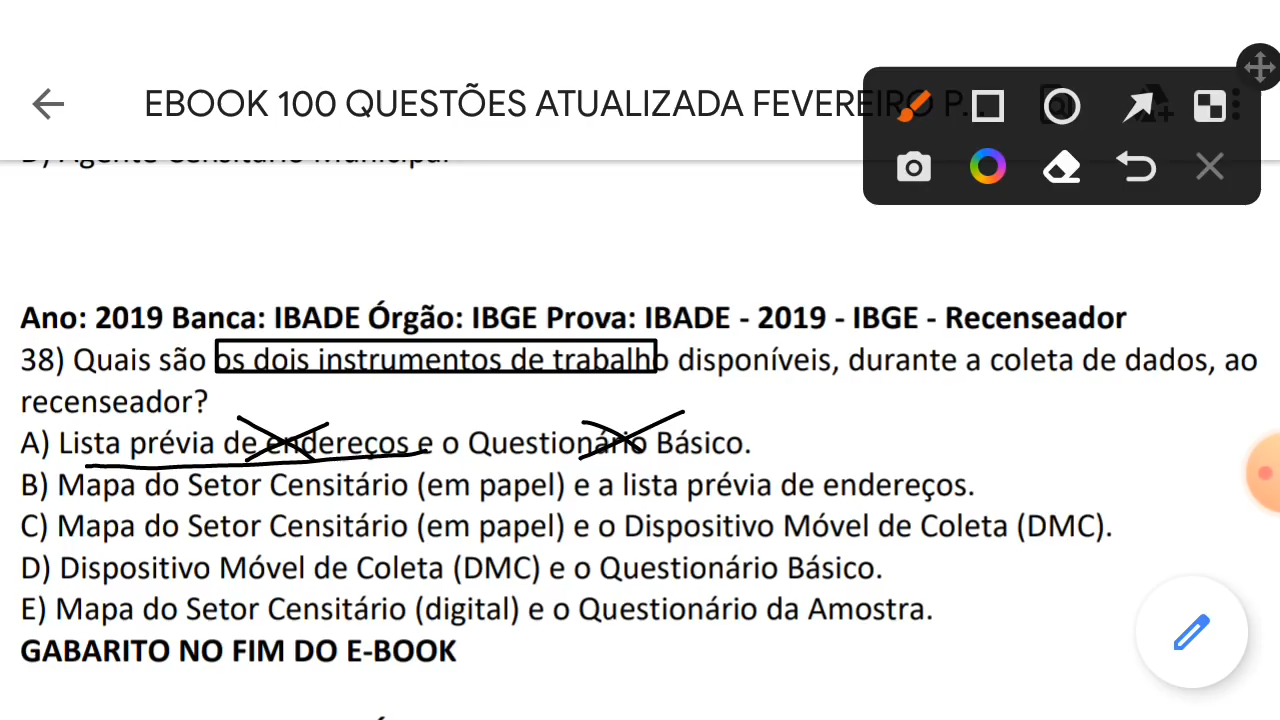 EBOOK 100 QUESTÕES ATUALIZADA FEVEREIRO P...
D) Agente Censitário Municipal
Ano: 2019 Banca: IBADE Órgão: IBGE Prova: IBADE - 2019 - IBGE - Recenseador
38) Quais são os dois instrumentos de trabalho disponíveis, durante a coleta de dados, ao
recenseador?
A) Lista prévia de endereços e o Questionário Básico.
B) Mapa do Setor Censitário (em papel) e a lista prévia de endereços.
C) Mapa do Setor Censitário (em papel) e o Dispositivo Móvel de Coleta (DMC).
D) Dispositivo Móvel de Coleta (DMC) e o Questionário Básico.
E) Mapa do Setor Censitário (digital) e o Questionário da Amostra.
GABARITO NO FIM DO E-BOOK